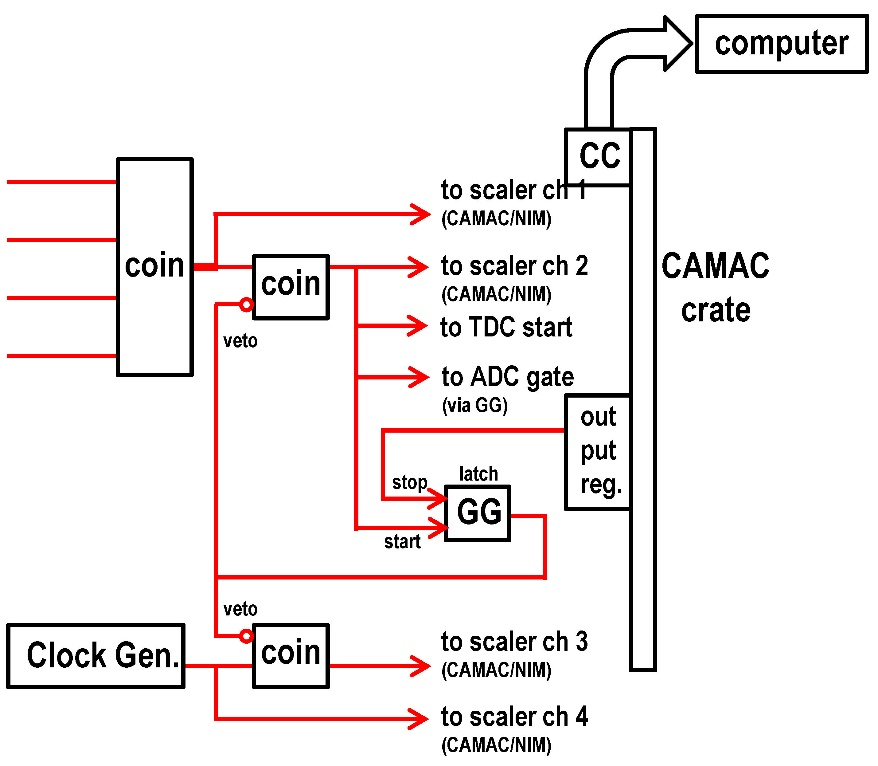 computer
CC
to scaler ch 1
(CAMAC/NIM)
coin
coin
to scaler ch 2
(CAMAC/NIM)
CAMAC
crate
veto
to TDC start
to ADC gate
(via GG)
out
put
reg.
latch
stop
GG
start
veto
Clock Gen.
coin
to scaler ch 3
(CAMAC/NIM)
to scaler ch 4
(CAMAC/NIM)